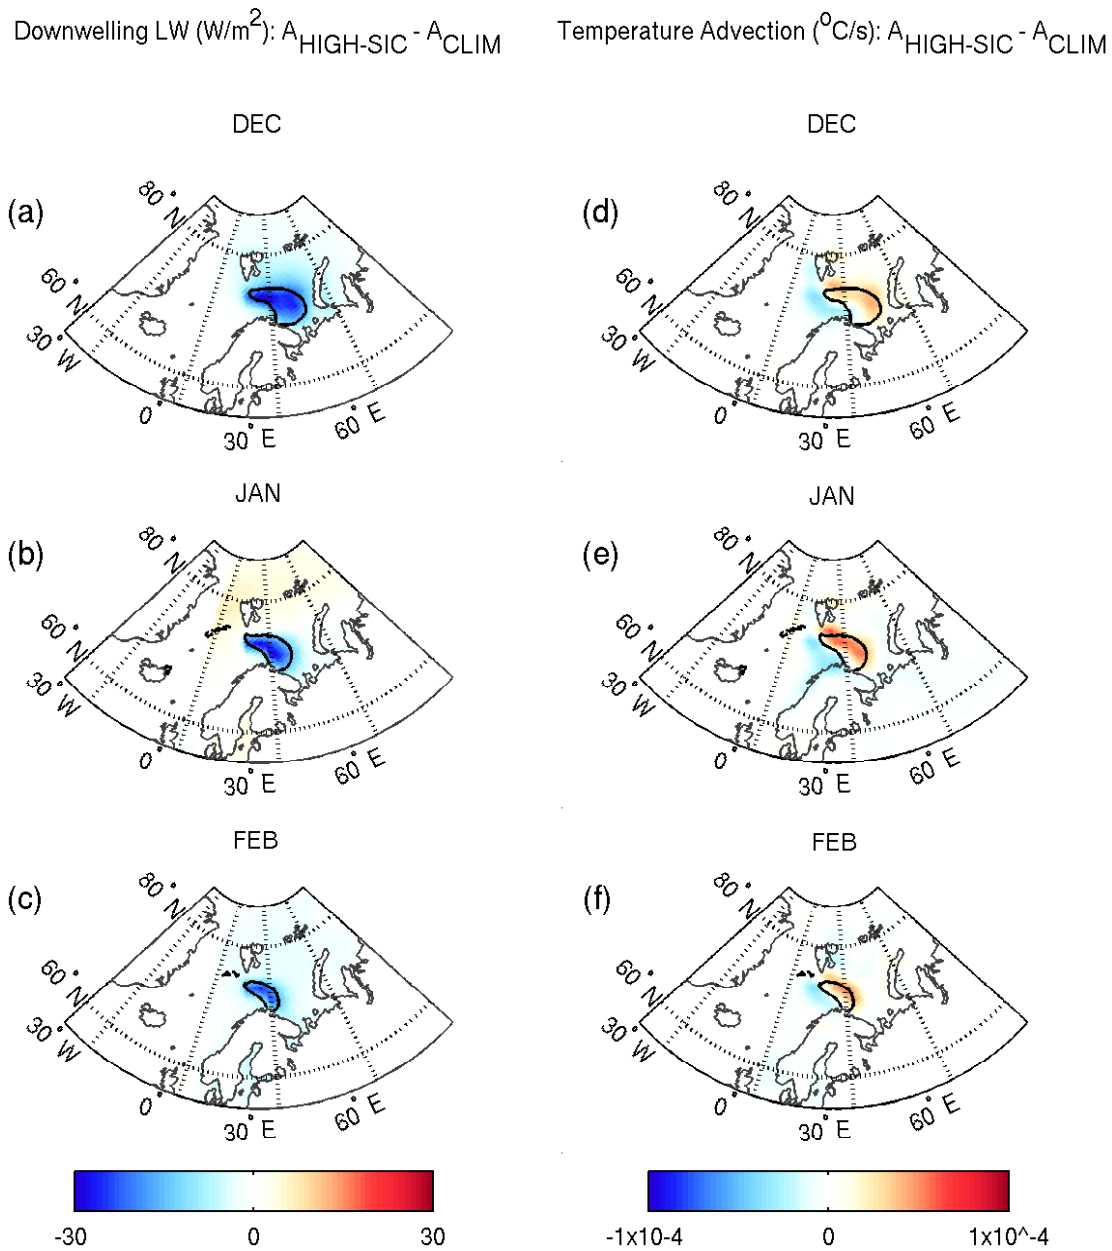 Downwelling LW (W/m²): A_HIGH-SIC - A_CLIM
Temperature Advection (°C/s): A_HIGH-SIC - A_CLIM
DEC
DEC
(a)
80° N
60° N
30° W
0°
30° E
60° E
(d)
80° N
60° N
30° W
0°
30° E
60° E
JAN
JAN
(b)
80° N
60° N
30° W
0°
30° E
60° E
(e)
80° N
60° N
30° W
0°
30° E
60° E
FEB
FEB
(c)
80° N
60° N
30° W
0°
30° E
60° E
(f)
80° N
60° N
30° W
0°
30° E
60° E
-30 0 30
-1x10-4 0 1x10^-4